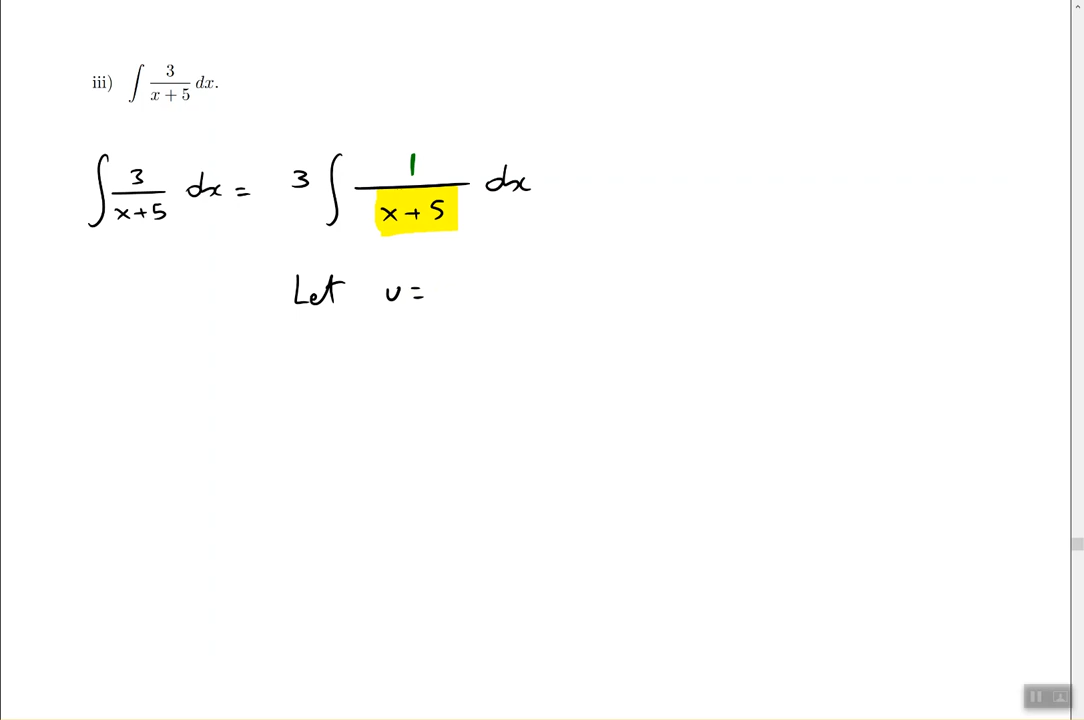 iii) ∫ 3/(x + 5) dx.
∫ 3/(x+5) dx = 3 ∫ 1/(x+5) dx
Let u =